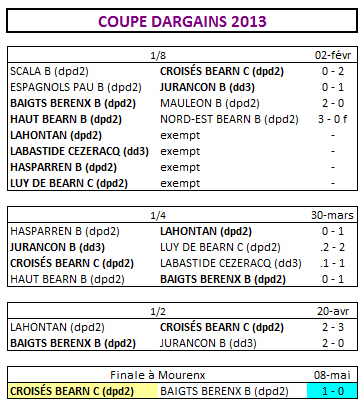 COUPE DARGAINS 2013
1/8 02-févr
SCALA B (dpd2) CROISÉS BEARN C (dpd2) 0 - 2
ESPAGNOLS PAU B (dpd2) JURANCON B (dd3) 0 - 1
BAIGTS BERENX B (dpd2) MAULEON B (dpd2) 2 - 0
HAUT BEARN B (dpd2) NORD-EST BEARN B (dpd2) 3 - 0 f
LAHONTAN (dpd2) exempt -
LABASTIDE CEZERACQ (dd3) exempt -
HASPARREN B (dpd2) exempt -
LUY DE BEARN C (dpd2) exempt -
1/4 30-mars
HASPARREN B (dpd2) LAHONTAN (dpd2) 0 - 1
JURANCON B (dd3) LUY DE BEARN C (dpd2) .2 - 2
CROISÉS BEARN C (dpd2) LABASTIDE CEZERACQ (dd3) .1 - 1
HAUT BEARN B (dpd2) BAIGTS BERENX B (dpd2) 0 - 1
1/2 20-avr
LAHONTAN (dpd2) CROISÉS BEARN C (dpd2) 2 - 3
BAIGTS BERENX B (dpd2) JURANCON B (dd3) 2 - 0
Finale à Mourenx 08-mai
CROISÉS BEARN C (dpd2) BAIGTS BERENX B (dpd2) 1 - 0